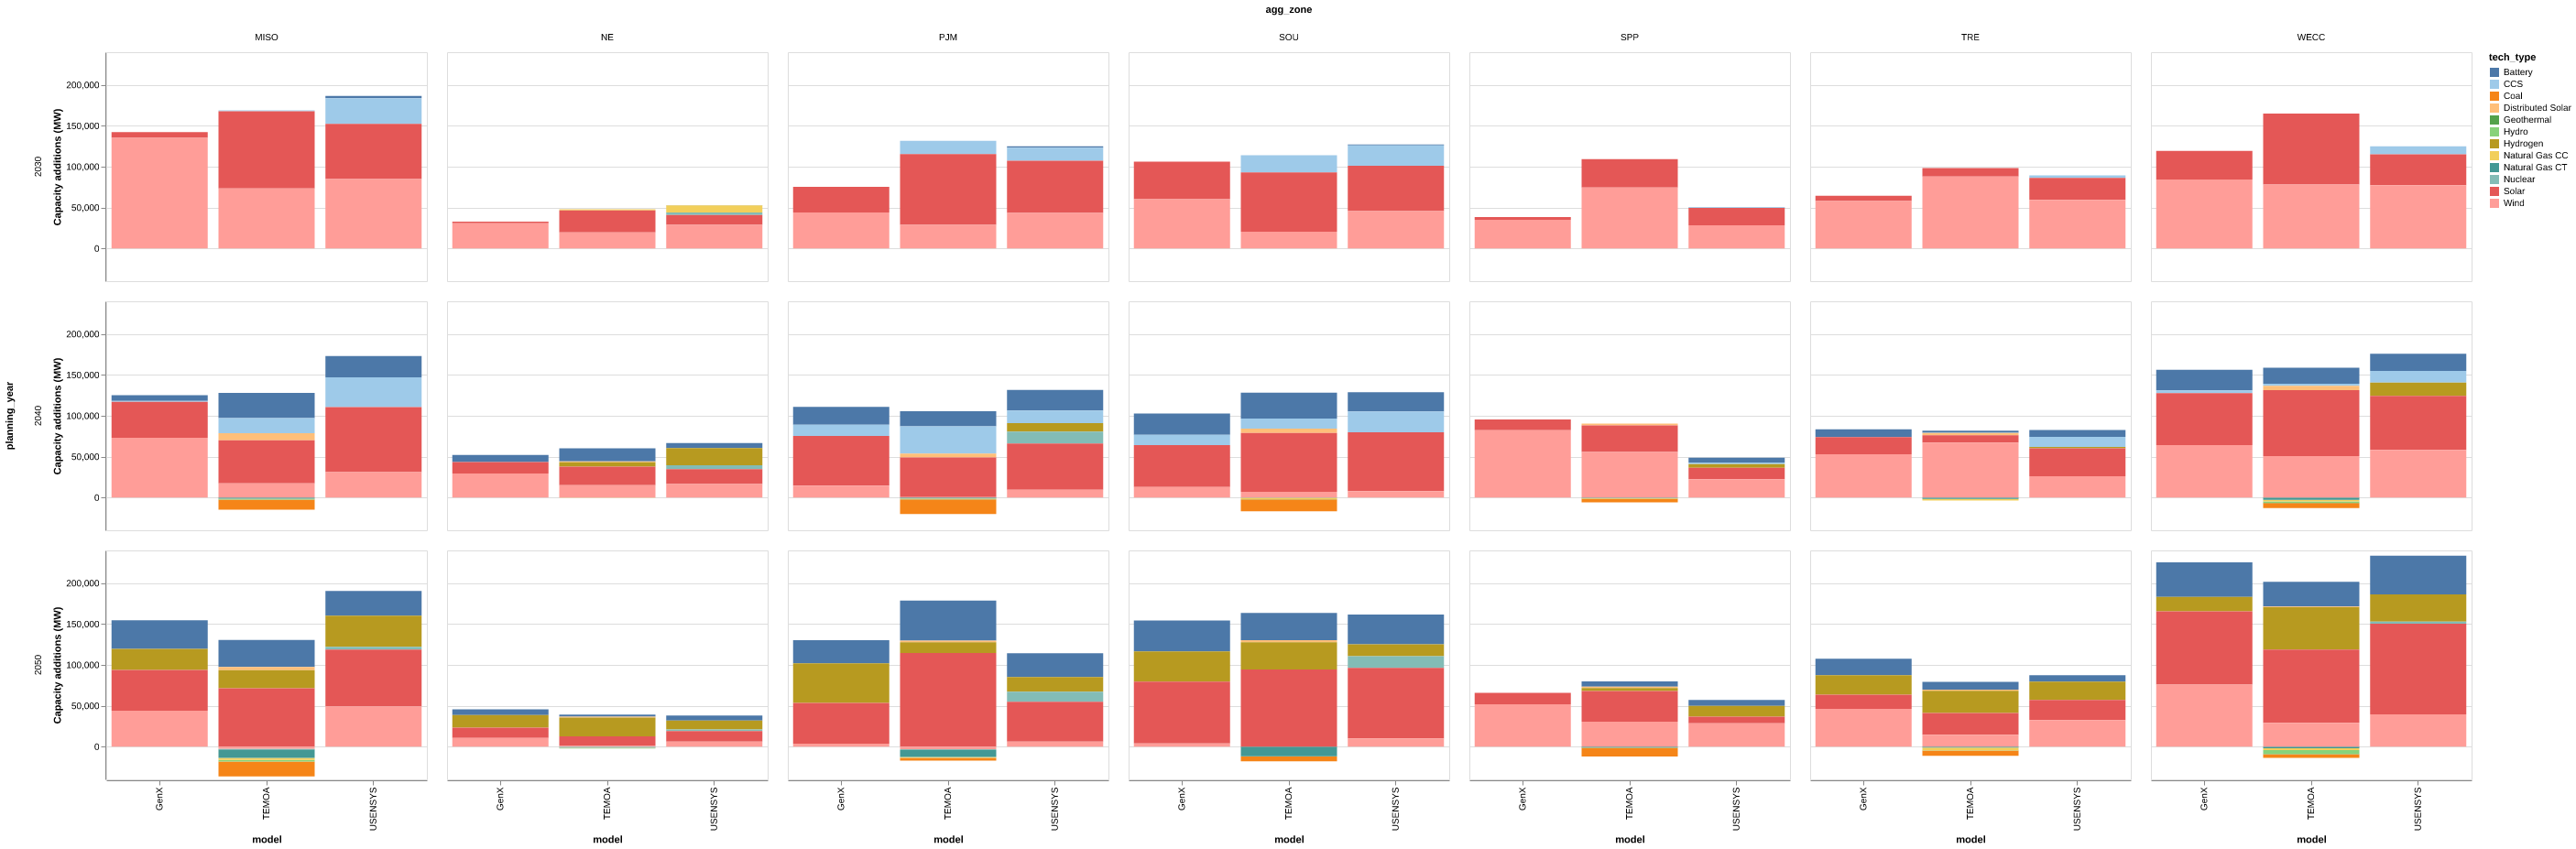 agg_zone
MISO
NE
PJM
SOU
SPP
TRE
WECC
planning_year
2030
Capacity additions (MW)
200,000
150,000
100,000
50,000
0
2040
Capacity additions (MW)
200,000
150,000
100,000
50,000
0
2050
Capacity additions (MW)
200,000
150,000
100,000
50,000
0
GenX
TEMOA
USENSYS
model
GenX
TEMOA
USENSYS
model
GenX
TEMOA
USENSYS
model
GenX
TEMOA
USENSYS
model
GenX
TEMOA
USENSYS
model
GenX
TEMOA
USENSYS
model
GenX
TEMOA
USENSYS
model
tech_type
Battery
CCS
Coal
Distributed Solar
Geothermal
Hydro
Hydrogen
Natural Gas CC
Natural Gas CT
Nuclear
Solar
Wind